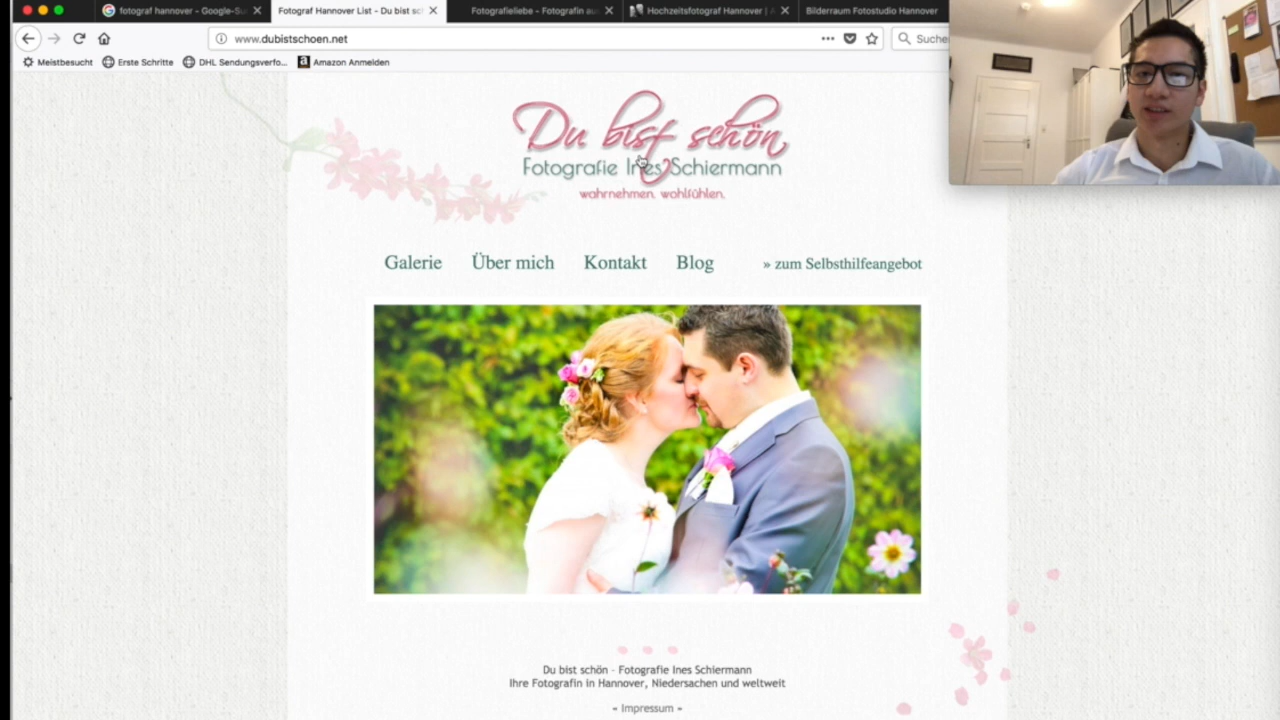 fotograf hannover – Google-Su
Fotograf Hannover List – Du bist sc
Fotografieliebe – Fotografin au
Hochzeitsfotograf Hannover | A
Bilderraum Fotostudio Hannover
www.dubistschoen.net
Suche
Meistbesucht
Erste Schritte
DHL Sendungsverfo...
Amazon Anmelden
Du bist schön
Fotografie Ines Schiermann
wahrnehmen. wohlfühlen.
Galerie Über mich Kontakt Blog » zum Selbsthilfeangebot
Du bist schön – Fotografie Ines Schiermann
Ihre Fotografin in Hannover, Niedersachen und weltweit
« Impressum »